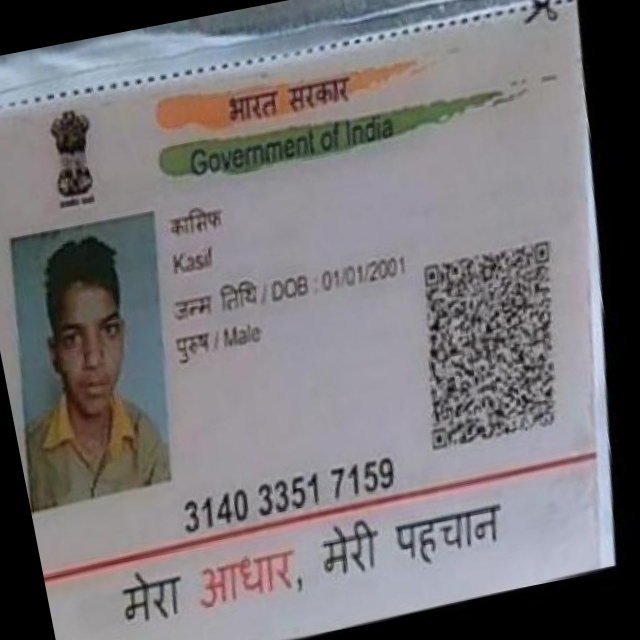 भारत सरकार
Government of India
कासिफ
Kasif
जन्म तिथि / DOB : 01/01/2001
पुरुष / Male
3140 3351 7159
मेरा आधार, मेरी पहचान